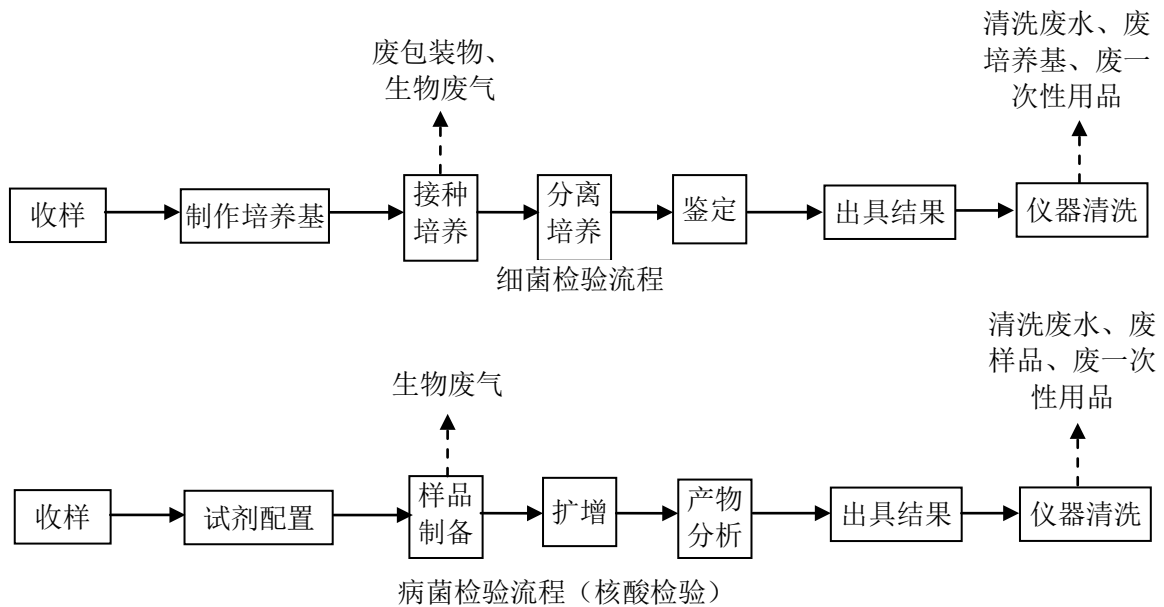 清洗废水、废
培养基、废一
次性用品
废包装物、
生物废气
收样
制作培养基
接种
培养
分离
培养
鉴定
出具结果
仪器清洗
细菌检验流程
清洗废水、废
样品、废一次
性用品
生物废气
收样
试剂配置
样品
制备
扩增
产物
分析
出具结果
仪器清洗
病菌检验流程（核酸检验）